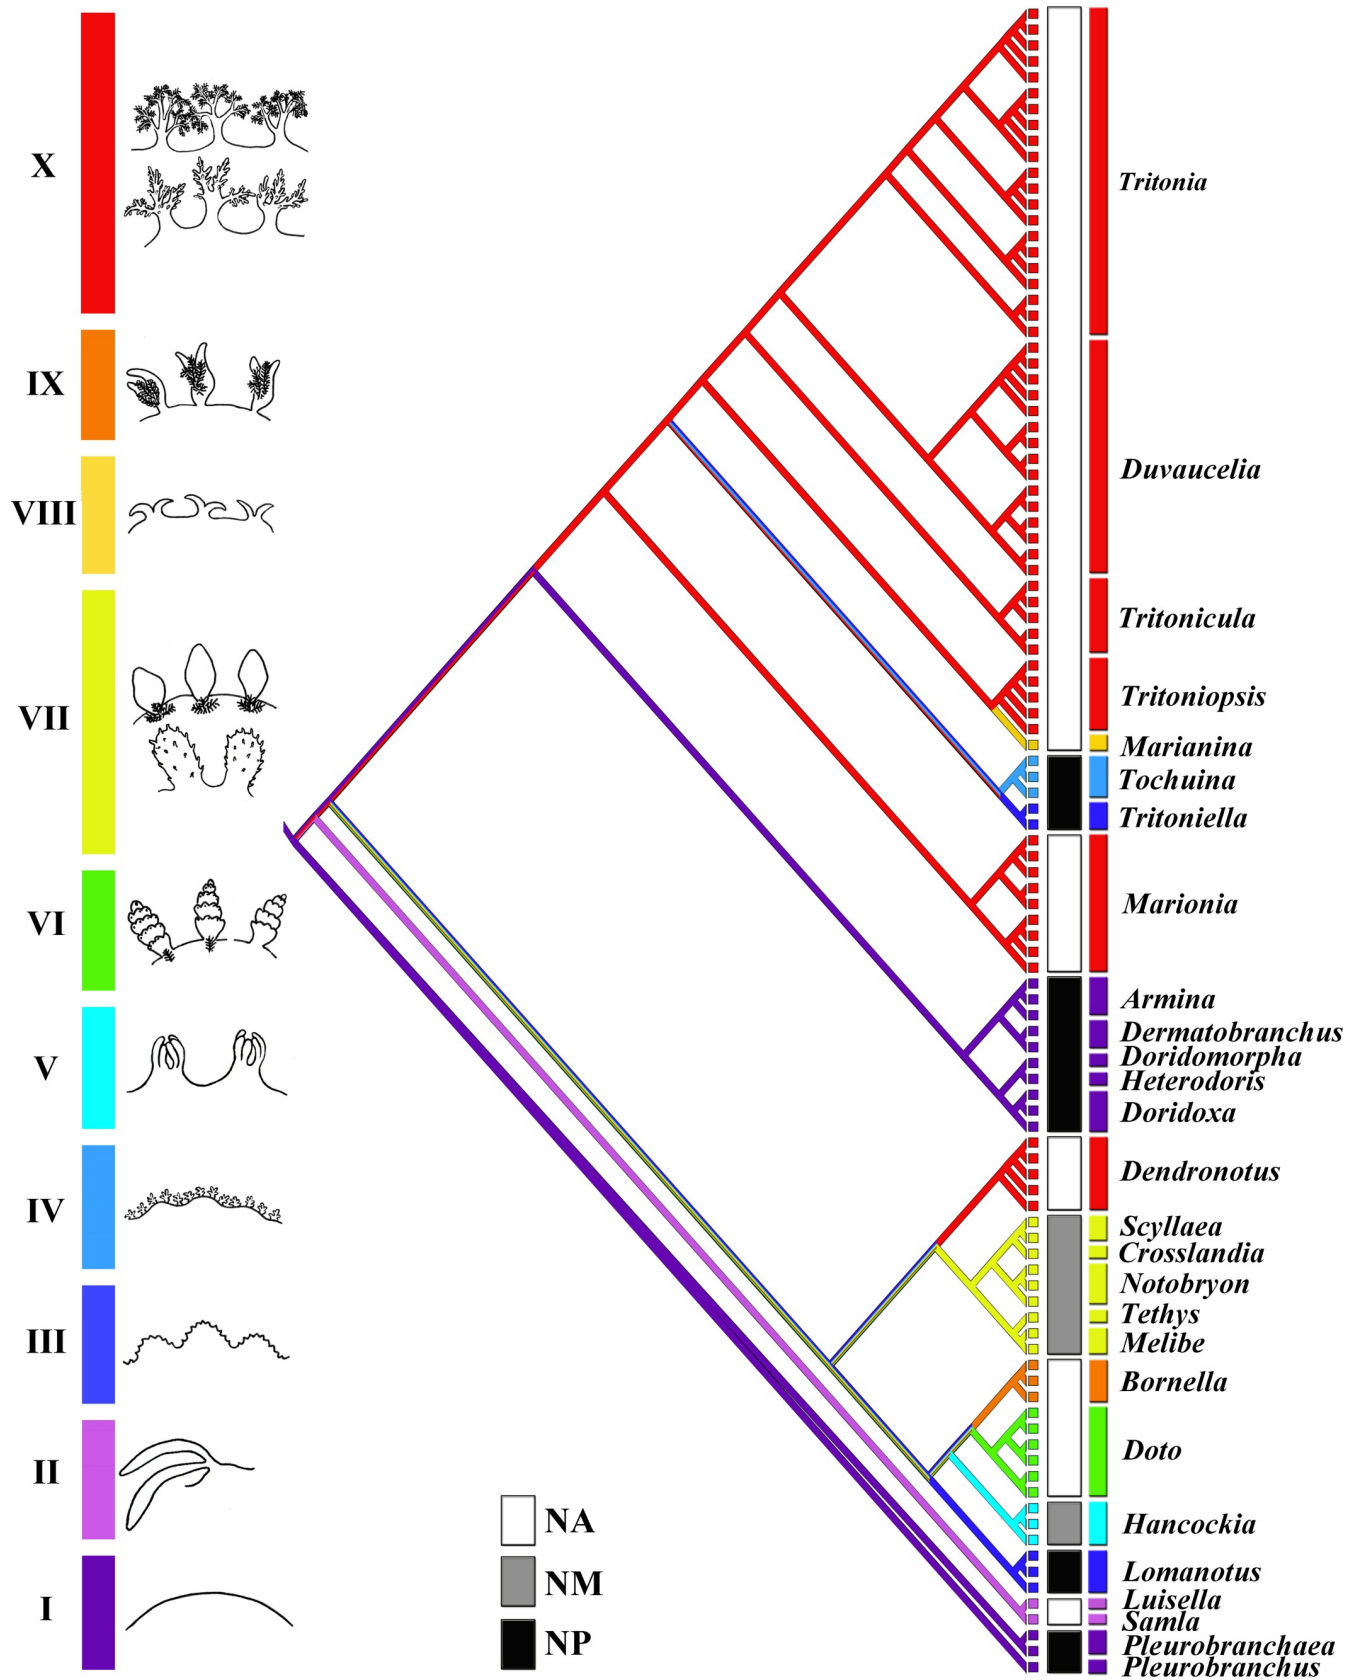 X
IX
VIII
VII
VI
V
IV
III
II
I
NA
NM
NP
Tritonia
Duvaucelia
Tritonicula
Tritoniopsis
Marianina
Tochuina
Tritoniella
Marionia
Armina
Dermatobranchus
Doridomorpha
Heterodoris
Doridoxa
Dendronotus
Scyllaea
Crosslandia
Notobryon
Tethys
Melibe
Bornella
Doto
Hancockia
Lomanotus
Luisella
Samla
Pleurobranchaea
Pleurobranchus